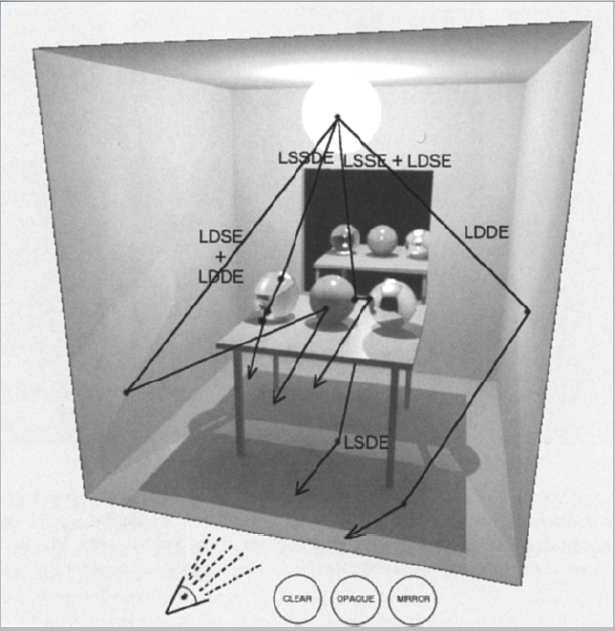 LSSDE
LSSE + LDSE
LDSE
+
LDDE
LDDE
LSDE
CLEAR
OPAQUE
MIRROR